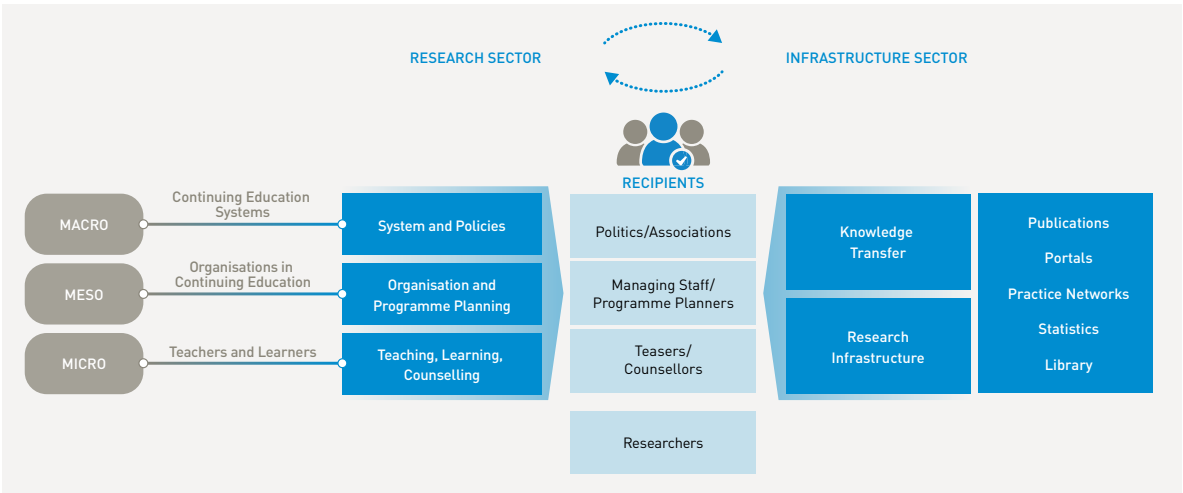 RESEARCH SECTOR
INFRASTRUCTURE SECTOR
RECIPIENTS
MACRO
Continuing Education
Systems
System and Policies
MESO
Organisations in
Continuing Education
Organisation and
Programme Planning
MICRO
Teachers and Learners
Teaching, Learning,
Counselling
Politics/Associations
Managing Staff/
Programme Planners
Teasers/
Counsellors
Researchers
Knowledge
Transfer
Research
Infrastructure
Publications
Portals
Practice Networks
Statistics
Library